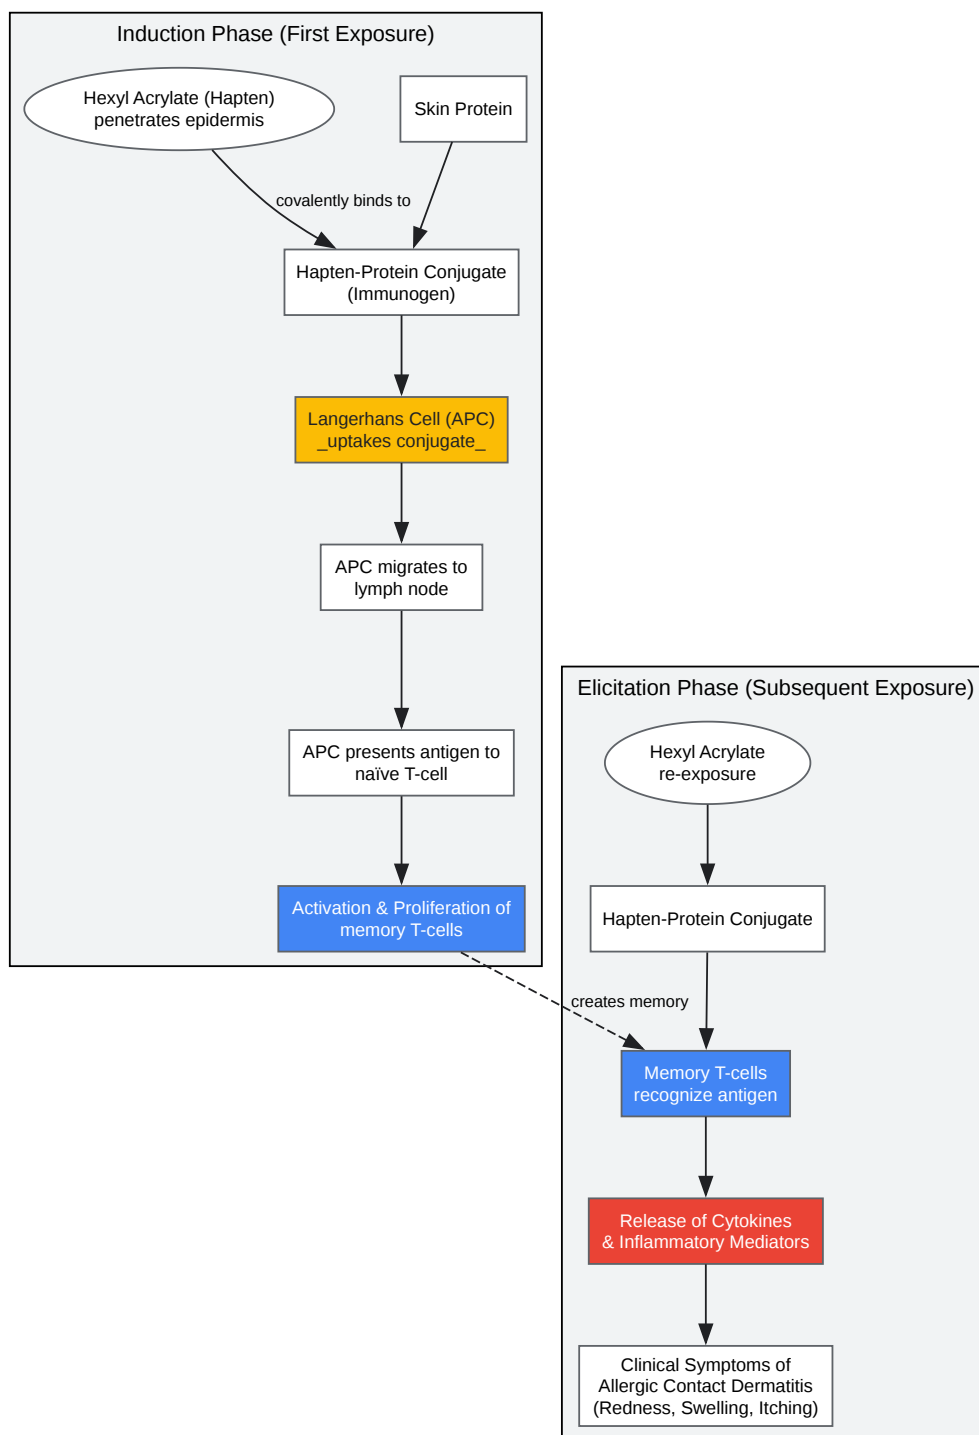 Induction Phase (First Exposure)
Hexyl Acrylate (Hapten)
penetrates epidermis
Skin Protein
covalently binds to
Hapten-Protein Conjugate
(Immunogen)
Langerhans Cell (APC)
_uptakes conjugate_
APC migrates to
lymph node
APC presents antigen to
naïve T-cell
Activation & Proliferation of
memory T-cells
Elicitation Phase (Subsequent Exposure)
Hexyl Acrylate
re-exposure
Hapten-Protein Conjugate
creates memory
Memory T-cells
recognize antigen
Release of Cytokines
& Inflammatory Mediators
Clinical Symptoms of
Allergic Contact Dermatitis
(Redness, Swelling, Itching)